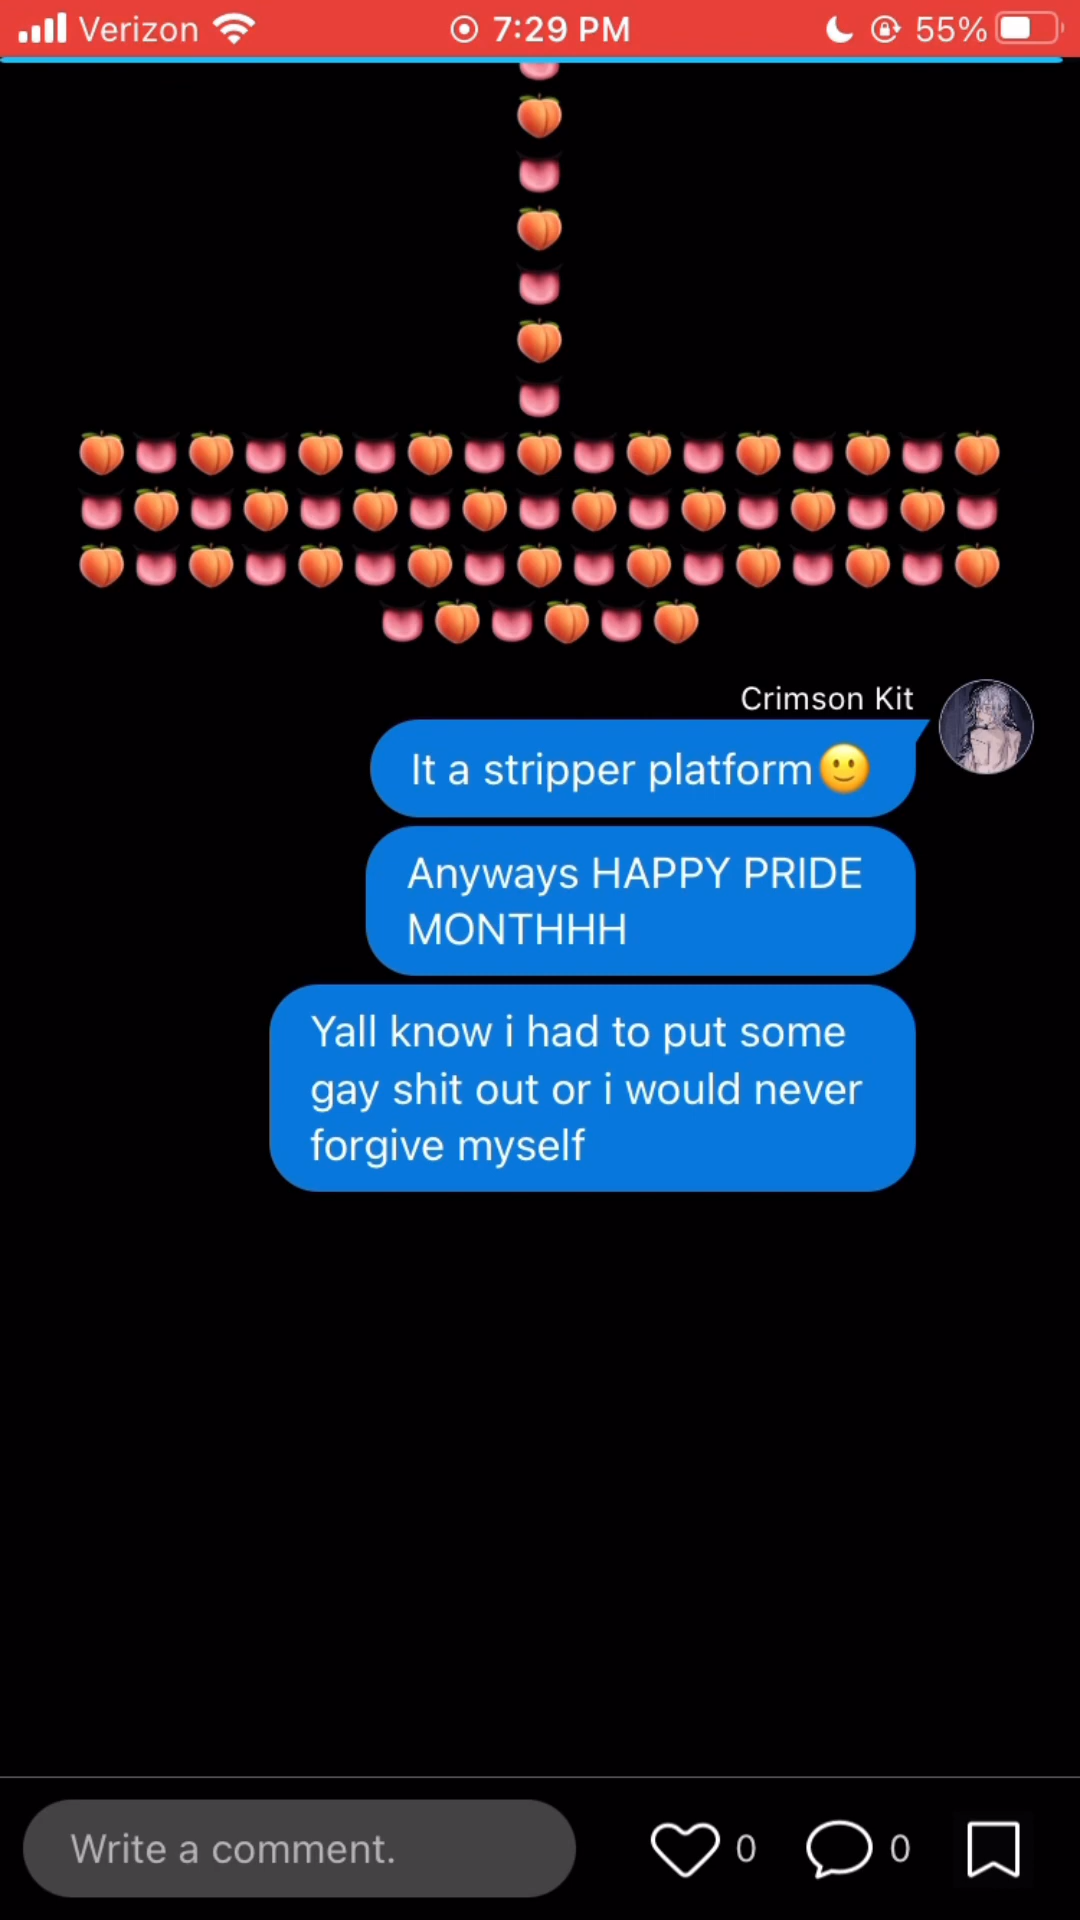 Verizon 7:29 PM 55%
🍑
👅
🍑
👅
🍑
👅
🍑👅🍑👅🍑👅🍑👅🍑👅🍑👅🍑👅🍑👅🍑
👅🍑👅🍑👅🍑👅🍑👅🍑👅🍑👅🍑👅🍑👅
🍑👅🍑👅🍑👅🍑👅🍑👅🍑👅🍑👅🍑👅🍑
👅🍑👅🍑👅🍑
Crimson Kit
It a stripper platform🙂
Anyways HAPPY PRIDE
MONTHHH
Yall know i had to put some
gay shit out or i would never
forgive myself
Write a comment. 0 0